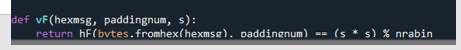 def vF(hexmsg, paddingnum, s):
    return hF(bytes.fromhex(hexmsg), paddingnum) == (s * s) % nrabin